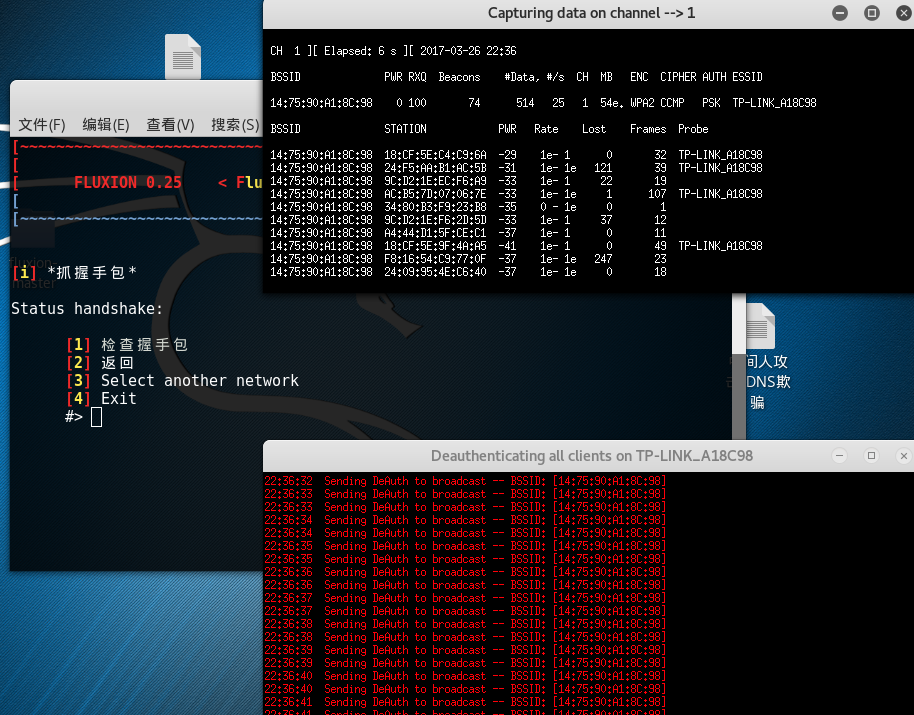 Capturing data on channel --> 1
CH  1 ][ Elapsed: 6 s ][ 2017-03-26 22:36
BSSID              PWR RXQ  Beacons    #Data, #/s  CH  MB   ENC  CIPHER AUTH ESSID
14:75:90:A1:8C:98    0 100       74      514   25   1  54e. WPA2 CCMP   PSK  TP-LINK_A18C98
BSSID              STATION            PWR   Rate    Lost    Frames  Probe
14:75:90:A1:8C:98  18:CF:5E:C4:C9:6A  -29    1e- 1      0       32  TP-LINK_A18C98
14:75:90:A1:8C:98  24:F5:AA:B1:AC:5B  -31    1e- 1e   121       39  TP-LINK_A18C98
14:75:90:A1:8C:98  9C:D2:1E:EC:F6:A9  -33    1e- 1     22       19
14:75:90:A1:8C:98  AC:B5:7D:07:06:7E  -33    1e- 1e     1      107  TP-LINK_A18C98
14:75:90:A1:8C:98  34:80:B3:F9:23:B8  -35    0 - 1e     0        1
14:75:90:A1:8C:98  9C:D2:1E:F6:2D:5D  -33    1e- 1     37       12
14:75:90:A1:8C:98  A4:44:D1:5F:CE:C1  -37    1e- 1      0       11
14:75:90:A1:8C:98  18:CF:5E:9F:4A:A5  -41    1e- 1      0       49  TP-LINK_A18C98
14:75:90:A1:8C:98  F8:16:54:C9:77:0F  -37    1e- 1e   247       23
14:75:90:A1:8C:98  24:09:95:4E:C6:40  -37    1e- 1      0       18
文件(F) 编辑(E) 查看(V) 搜索(S)
[~~~~~~~~~~~~~~~~~~~~~~~~~~~
[
[      FLUXION 0.25    < Flu
[
[~~~~~~~~~~~~~~~~~~~~~~~~~~~
fluxion-
master
[i] *抓握手包*
Status handshake:
[1] 检查握手包
[2] 返回
[3] Select another network
[4] Exit
#>
间人攻
DNS欺
骗
Deauthenticating all clients on TP-LINK_A18C98
22:36:32  Sending DeAuth to broadcast -- BSSID: [14:75:90:A1:8C:98]
22:36:33  Sending DeAuth to broadcast -- BSSID: [14:75:90:A1:8C:98]
22:36:33  Sending DeAuth to broadcast -- BSSID: [14:75:90:A1:8C:98]
22:36:34  Sending DeAuth to broadcast -- BSSID: [14:75:90:A1:8C:98]
22:36:34  Sending DeAuth to broadcast -- BSSID: [14:75:90:A1:8C:98]
22:36:35  Sending DeAuth to broadcast -- BSSID: [14:75:90:A1:8C:98]
22:36:35  Sending DeAuth to broadcast -- BSSID: [14:75:90:A1:8C:98]
22:36:36  Sending DeAuth to broadcast -- BSSID: [14:75:90:A1:8C:98]
22:36:36  Sending DeAuth to broadcast -- BSSID: [14:75:90:A1:8C:98]
22:36:37  Sending DeAuth to broadcast -- BSSID: [14:75:90:A1:8C:98]
22:36:37  Sending DeAuth to broadcast -- BSSID: [14:75:90:A1:8C:98]
22:36:38  Sending DeAuth to broadcast -- BSSID: [14:75:90:A1:8C:98]
22:36:38  Sending DeAuth to broadcast -- BSSID: [14:75:90:A1:8C:98]
22:36:39  Sending DeAuth to broadcast -- BSSID: [14:75:90:A1:8C:98]
22:36:39  Sending DeAuth to broadcast -- BSSID: [14:75:90:A1:8C:98]
22:36:40  Sending DeAuth to broadcast -- BSSID: [14:75:90:A1:8C:98]
22:36:40  Sending DeAuth to broadcast -- BSSID: [14:75:90:A1:8C:98]
22:36:41  Sending DeAuth to broadcast -- BSSID: [14:75:90:A1:8C:98]
22:36:41  Sending DeAuth to broadcast -- BSSID: [14:75:90:A1:8C:98]